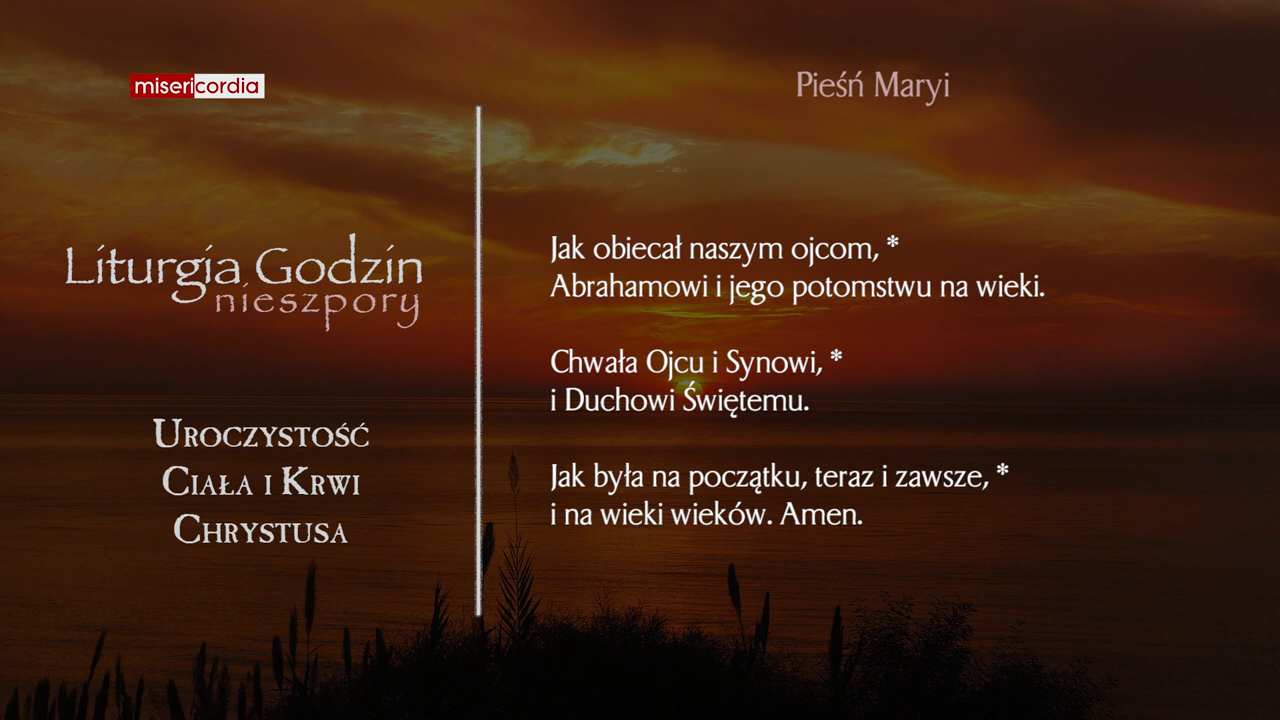 misericordia
Liturgia Godzin
nieszpory
Uroczystość
Ciała i Krwi
Chrystusa
Pieśń Maryi
Jak obiecał naszym ojcom, *
Abrahamowi i jego potomstwu na wieki.
Chwała Ojcu i Synowi, *
i Duchowi Świętemu.
Jak była na początku, teraz i zawsze, *
i na wieki wieków. Amen.